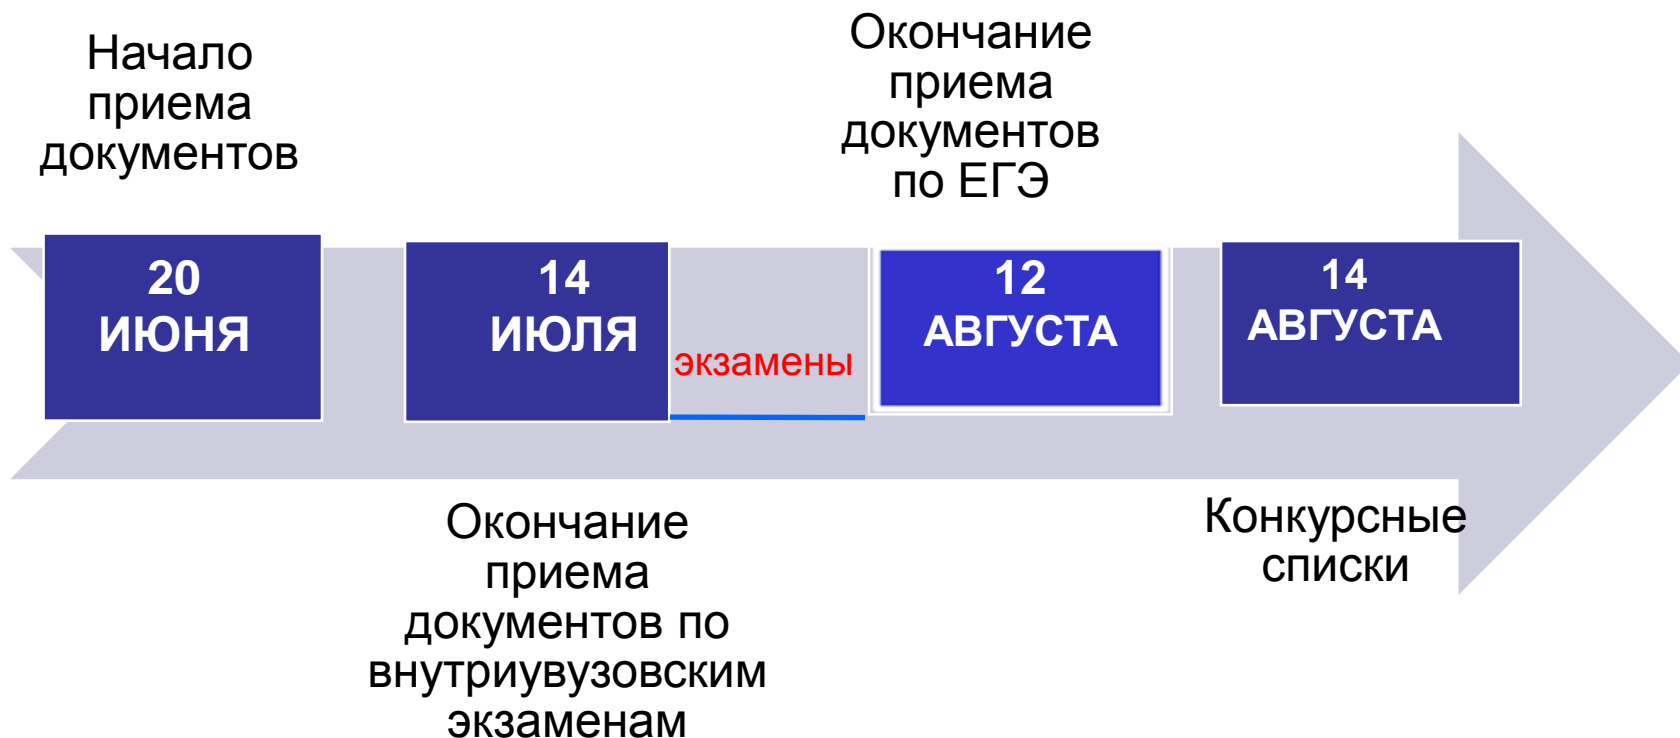 Начало
приема
документов
20
ИЮНЯ
14
ИЮЛЯ
Окончание
приема
документов по
внутриувузовским
экзаменам
экзамены
Окончание
приема
документов
по ЕГЭ
12
АВГУСТА
14
АВГУСТА
Конкурсные
списки